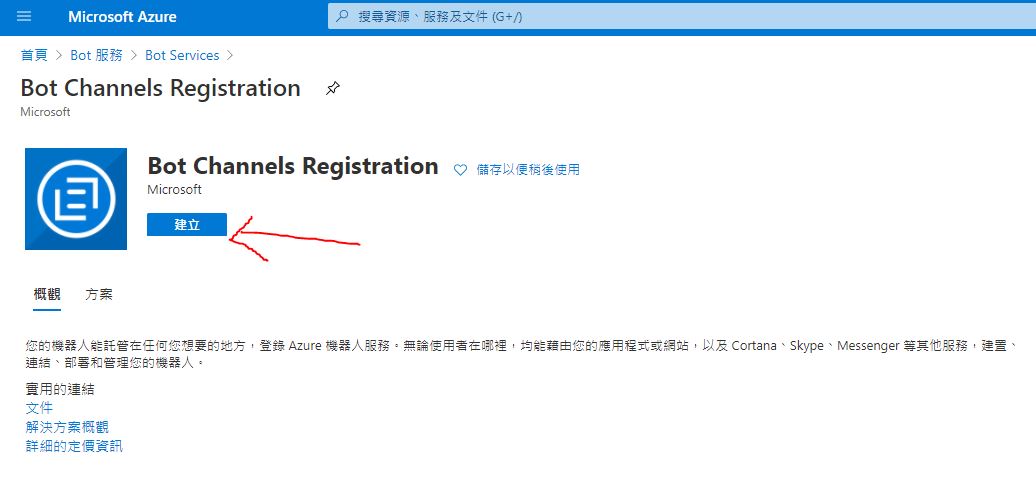 Microsoft Azure
搜尋資源、服務及文件 (G+/)
首頁 > Bot 服務 > Bot Services >
Bot Channels Registration
Microsoft
Bot Channels Registration
儲存以便稍後使用
Microsoft
建立
概觀 方案
您的機器人能託管在任何您想要的地方，登錄 Azure 機器人服務。無論使用者在哪裡，均能藉由您的應用程式或網站，以及 Cortana、Skype、Messenger 等其他服務，建置、
連結、部署和管理您的機器人。
實用的連結
文件
解決方案概觀
詳細的定價資訊